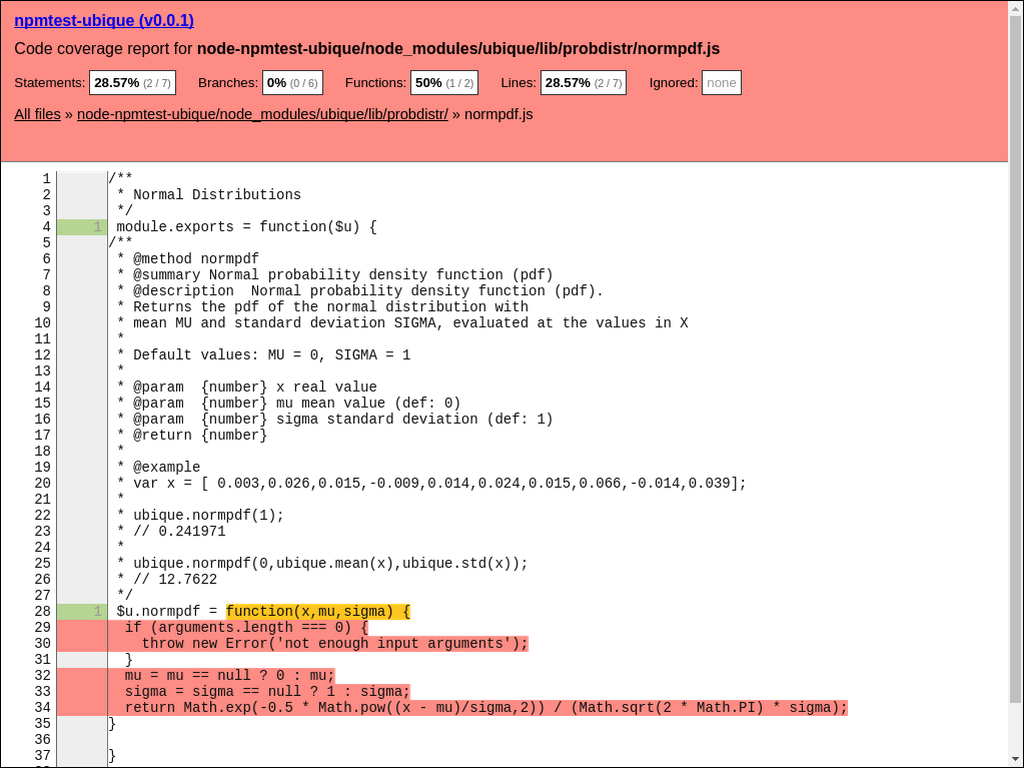 npmtest-ubique (v0.0.1)
Code coverage report for node-npmtest-ubique/node_modules/ubique/lib/probdistr/normpdf.js
Statements: 28.57% (2 / 7) Branches: 0% (0 / 6) Functions: 50% (1 / 2) Lines: 28.57% (2 / 7) Ignored: none
All files » node-npmtest-ubique/node_modules/ubique/lib/probdistr/ » normpdf.js
1 /**
2 * Normal Distributions
3 */
4 1 module.exports = function($u) {
5 /**
6 * @method normpdf
7 * @summary Normal probability density function (pdf)
8 * @description  Normal probability density function (pdf).
9 * Returns the pdf of the normal distribution with
10 * mean MU and standard deviation SIGMA, evaluated at the values in X
11 *
12 * Default values: MU = 0, SIGMA = 1
13 *
14 * @param  {number} x real value
15 * @param  {number} mu mean value (def: 0)
16 * @param  {number} sigma standard deviation (def: 1)
17 * @return {number}
18 *
19 * @example
20 * var x = [ 0.003,0.026,0.015,-0.009,0.014,0.024,0.015,0.066,-0.014,0.039];
21 *
22 * ubique.normpdf(1);
23 * // 0.241971
24 *
25 * ubique.normpdf(0,ubique.mean(x),ubique.std(x));
26 * // 12.7622
27 */
28 1 $u.normpdf = function(x,mu,sigma) {
29 if (arguments.length === 0) {
30 throw new Error('not enough input arguments');
31 }
32 mu = mu == null ? 0 : mu;
33 sigma = sigma == null ? 1 : sigma;
34 return Math.exp(-0.5 * Math.pow((x - mu)/sigma,2)) / (Math.sqrt(2 * Math.PI) * sigma);
35 }
36
37 }